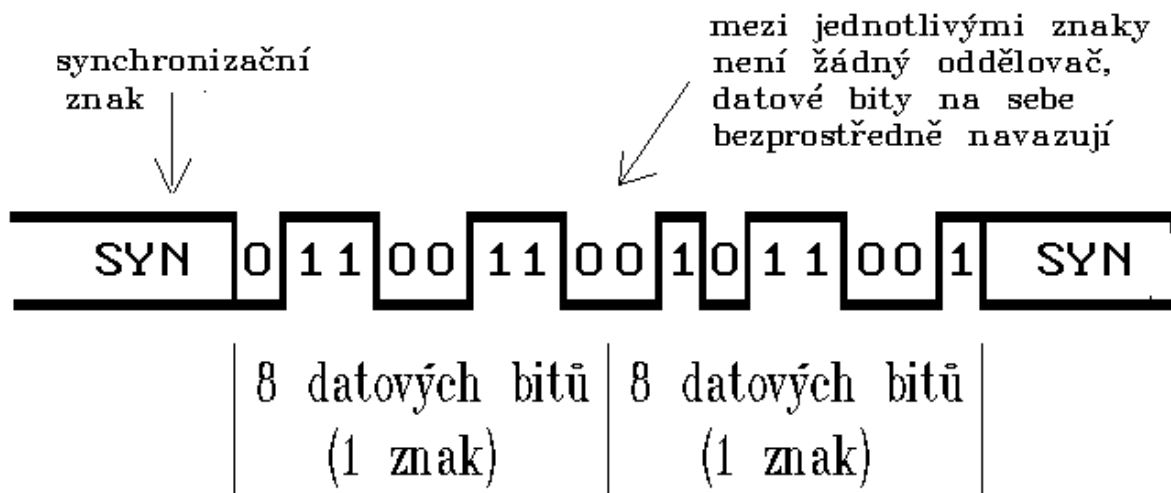 synchronizační
znak
mezi jednotlivými znaky
není žádný oddělovač,
datové bity na sebe
bezprostředně navazují
SYN 0 1 1 0 0 1 1 0 0 1 0 1 1 0 0 1 SYN
8 datových bitů
(1 znak)
8 datových bitů
(1 znak)